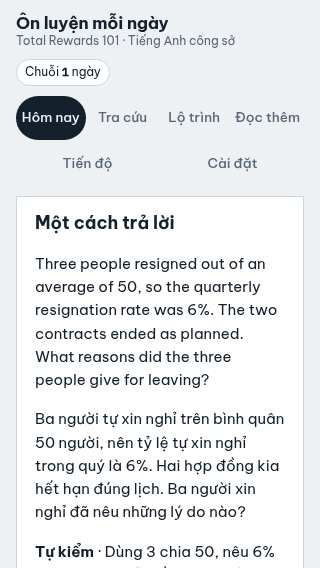 Ôn luyện mỗi ngày
Total Rewards 101 · Tiếng Anh công sở
Chuỗi 1 ngày
Hôm nay
Tra cứu
Lộ trình
Đọc thêm
Tiến độ
Cài đặt
Một cách trả lời
Three people resigned out of an
average of 50, so the quarterly
resignation rate was 6%. The two
contracts ended as planned.
What reasons did the three
people give for leaving?
Ba người tự xin nghỉ trên bình quân
50 người, nên tỷ lệ tự xin nghỉ
trong quý là 6%. Hai hợp đồng kia
hết hạn đúng lịch. Ba người xin
nghỉ đã nêu những lý do nào?
Tự kiểm · Dùng 3 chia 50, nêu 6%